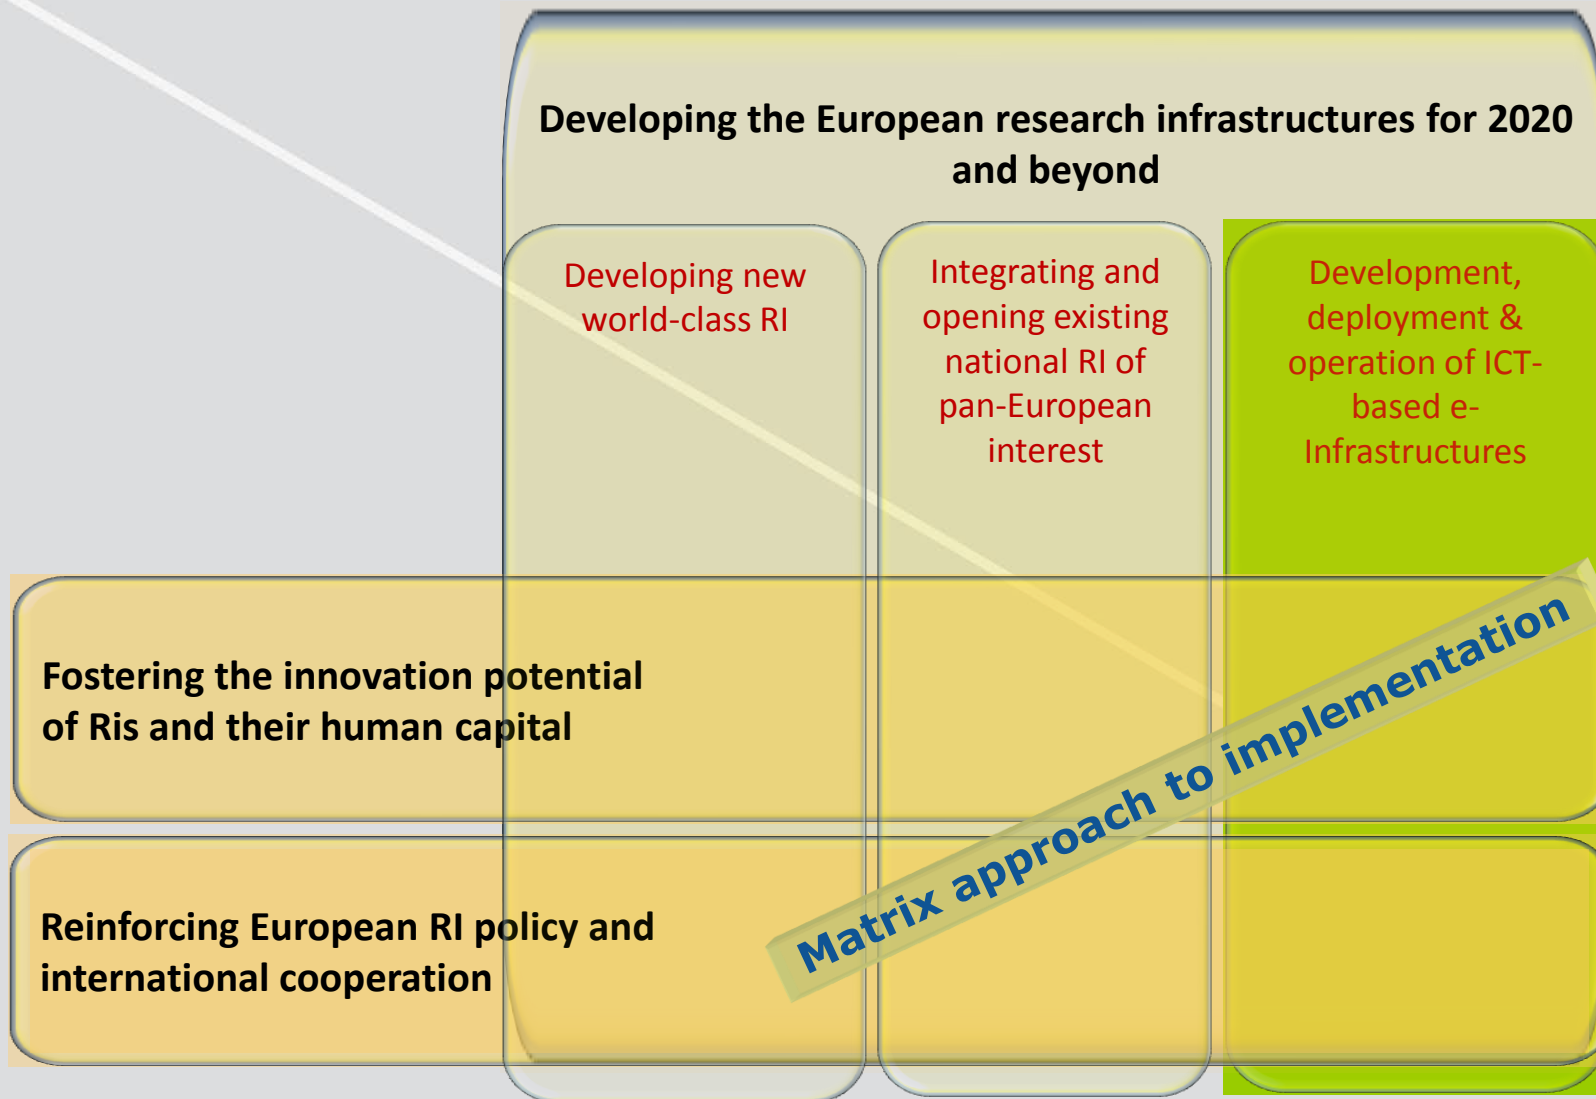 Developing the European research infrastructures for 2020
and beyond
Developing new
world-class RI
Integrating and
opening existing
national RI of
pan-European
interest
Development,
deployment &
operation of ICT-
based e-
Infrastructures
Fostering the innovation potential
of Ris and their human capital
Matrix approach to implementation
Reinforcing European RI policy and
international cooperation